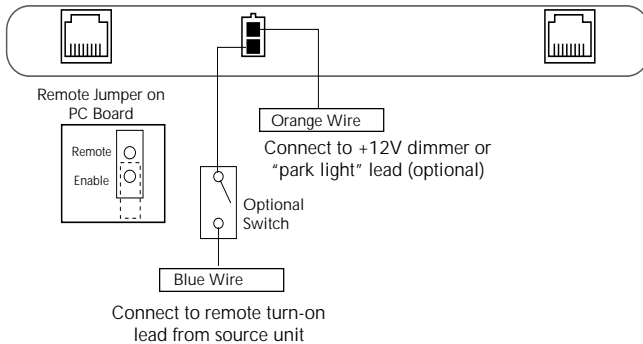 Remote Jumper on
PC Board
Remote
Enable
Orange Wire
Connect to +12V dimmer or
“park light” lead (optional)
Optional
Switch
Blue Wire
Connect to remote turn-on
lead from source unit